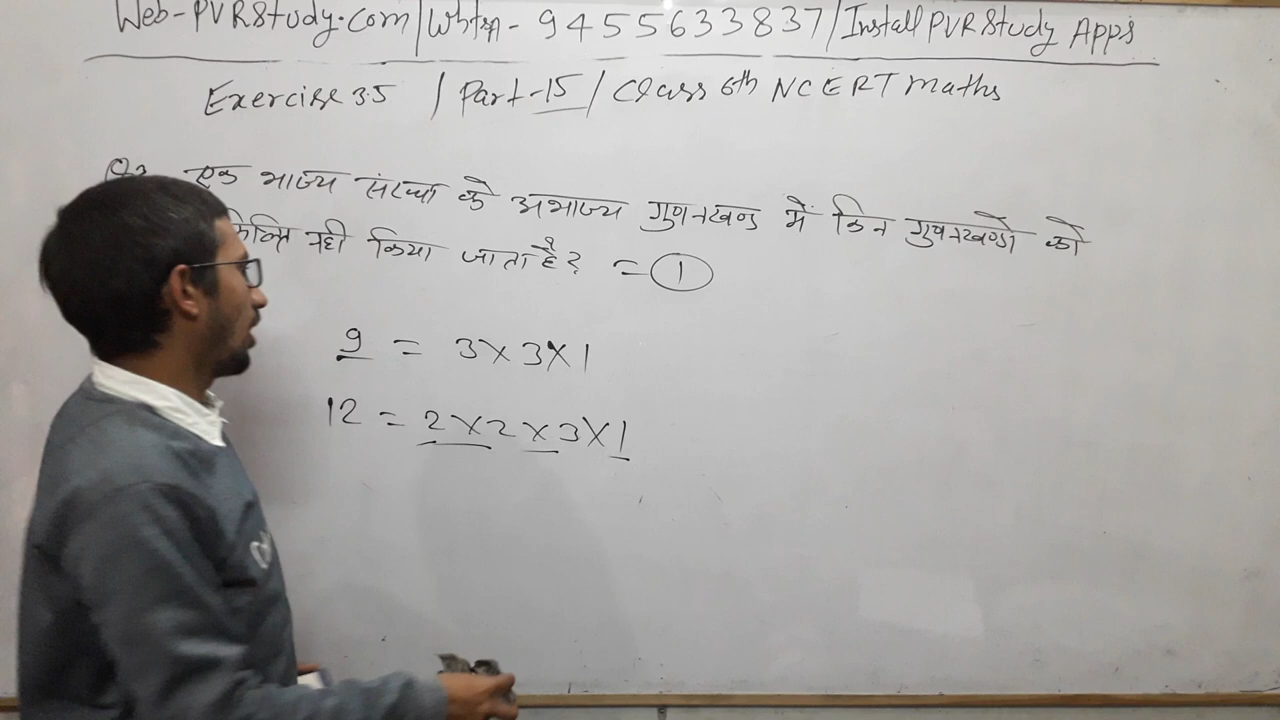 Web-PVRStudy.com/Whtsp-9455633837/Install PVR Study Apps
Exercise 3.5 / Part-15 / Class 6th NCERT maths
एक भाज्य संख्या के अभाज्य गुणनखण्ड में किन गुणनखण्डो को
नही किया जाता है? = 1
9 = 3×3×1
12 = 2×2×3×1